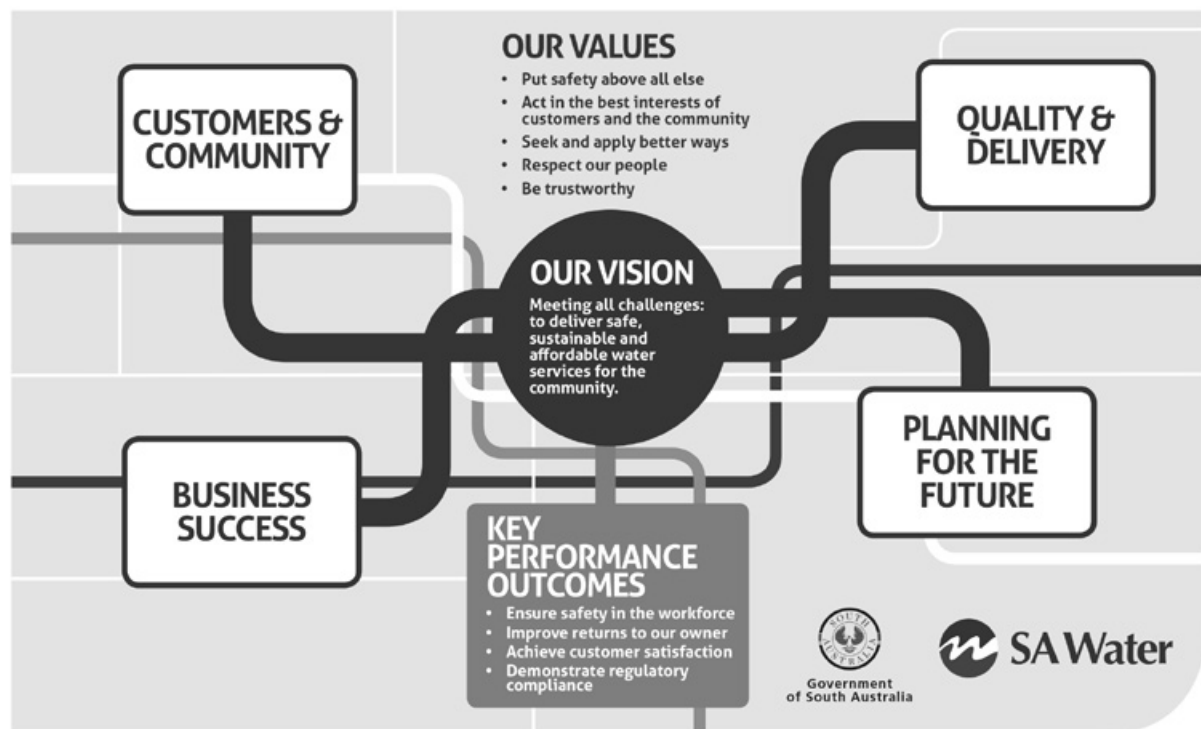 OUR VALUES
• Put safety above all else
• Act in the best interests of
customers and the community
• Seek and apply better ways
• Respect our people
• Be trustworthy
CUSTOMERS &
COMMUNITY
QUALITY &
DELIVERY
OUR VISION
Meeting all challenges:
to deliver safe,
sustainable and
affordable water
services for the
community.
BUSINESS
SUCCESS
PLANNING
FOR THE
FUTURE
KEY
PERFORMANCE
OUTCOMES
• Ensure safety in the workforce
• Improve returns to our owner
• Achieve customer satisfaction
• Demonstrate regulatory
compliance
SOUTH
AUSTRALIA
Government
of South Australia
SA Water